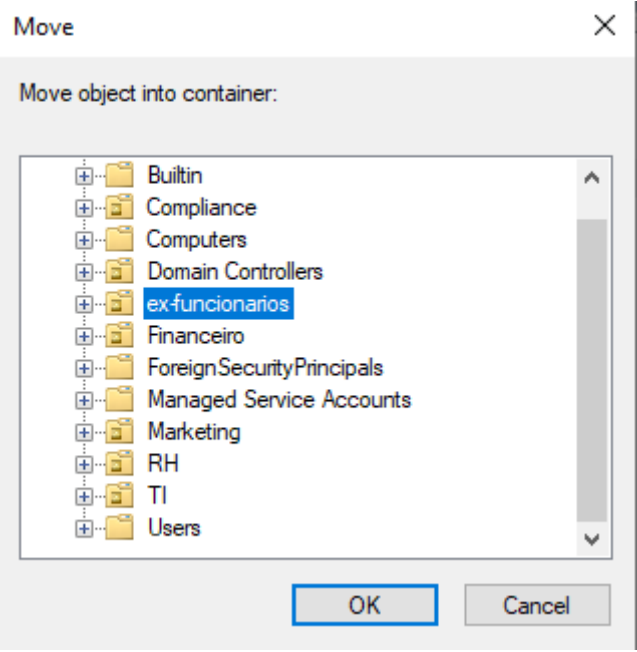 Move
Move object into container:
Builtin
Compliance
Computers
Domain Controllers
ex-funcionarios
Financeiro
ForeignSecurityPrincipals
Managed Service Accounts
Marketing
RH
TI
Users
OK
Cancel